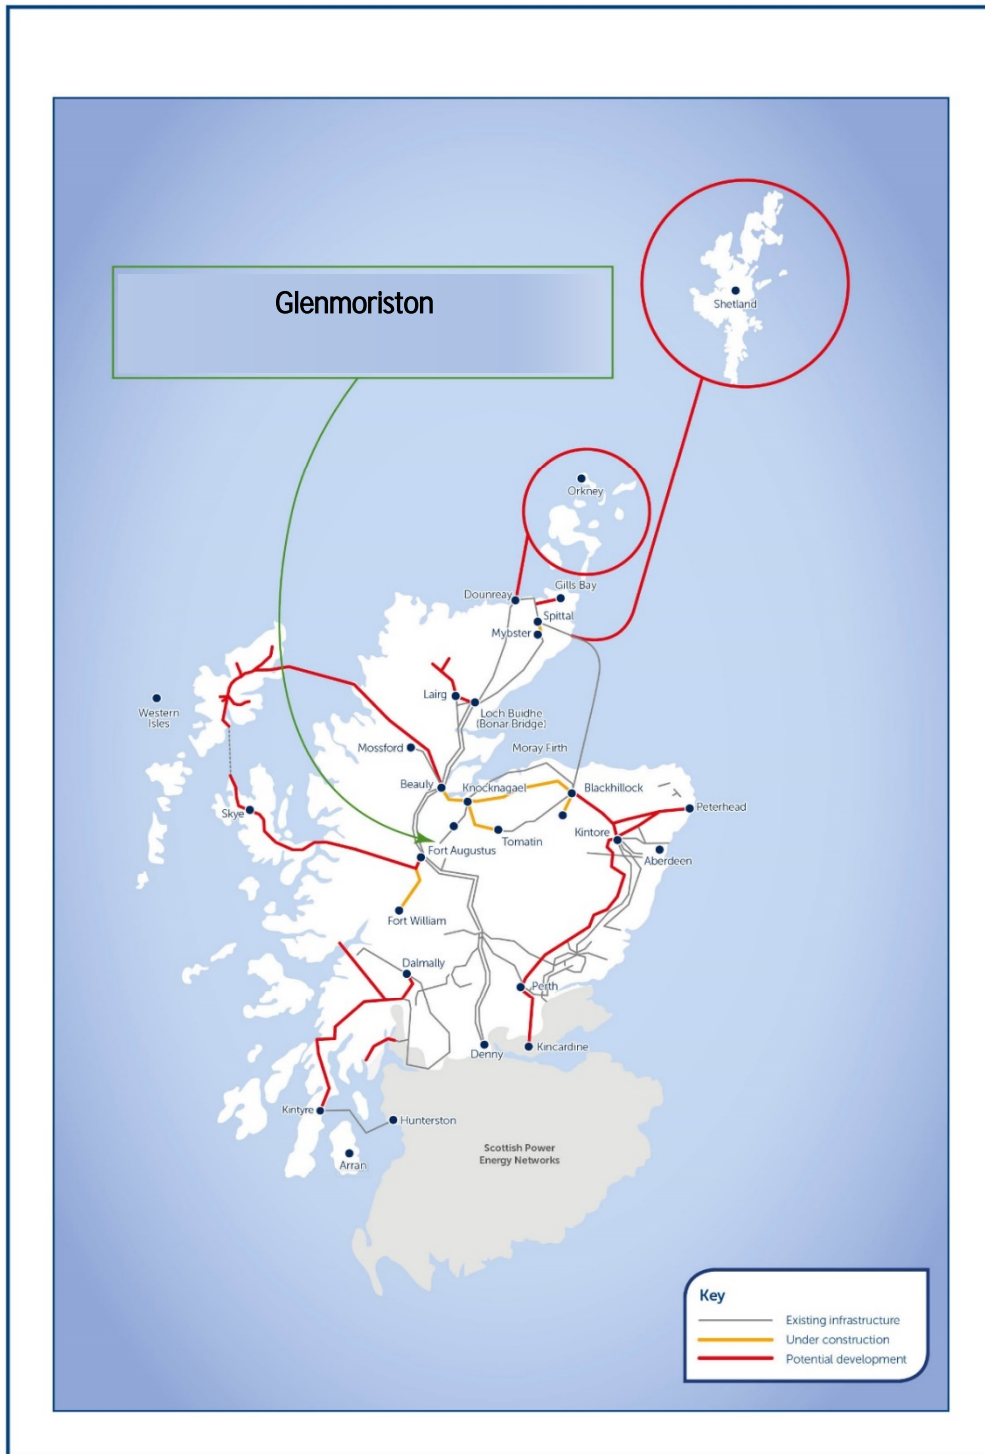 Glenmoriston
Shetland
Orkney
Gills Bay
Dounreay
Spittal
Mybster
Lairg
Loch Buidhe
(Bonar Bridge)
Western
Isles
Mossford
Moray Firth
Beauly
Knocknagael
Blackhillock
Peterhead
Skye
Tomatin
Kintore
Fort Augustus
Aberdeen
Fort William
Dalmally
Perth
Denny
Kincardine
Kintyre
Hunterston
Arran
Scottish Power
Energy Networks
Key
Existing infrastructure
Under construction
Potential development